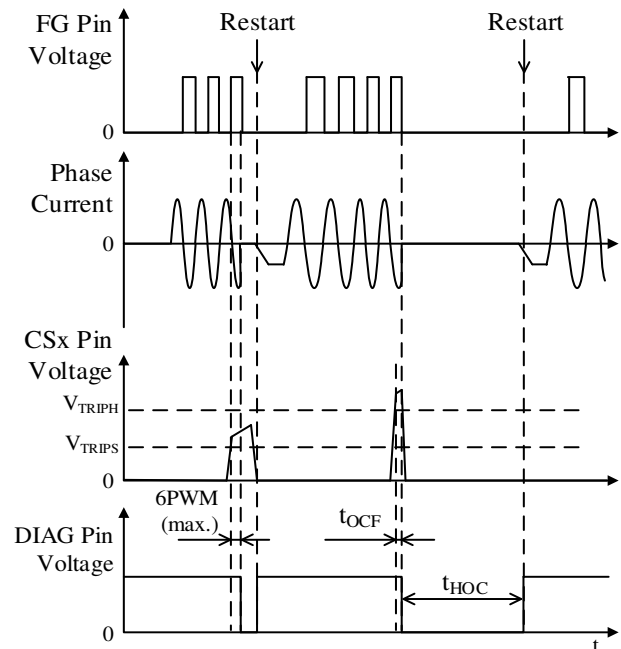 FG Pin
Voltage
Restart
Restart
0
Phase
Current
0
CSx Pin
Voltage
VTRIPH
VTRIPS
0
6PWM
(max.)
tOCF
DIAG Pin
Voltage
tHOC
0
t